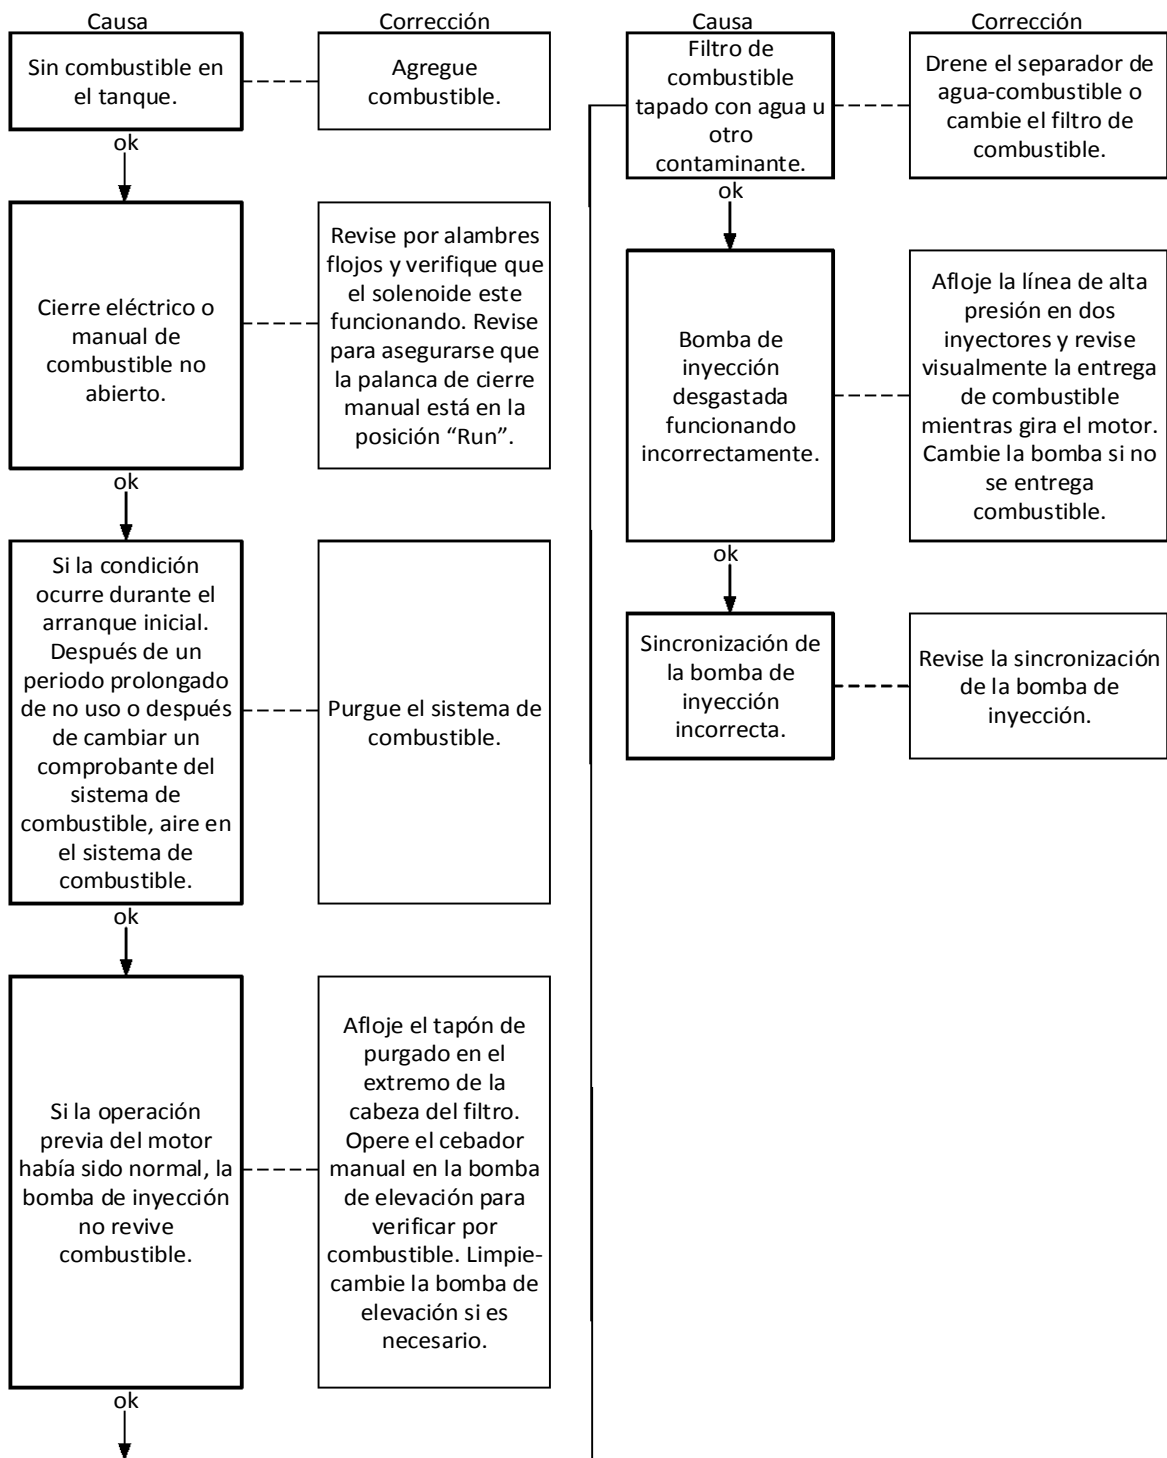 Causa
Corrección
Sin combustible en
el tanque.
Agregue
combustible.
ok
Cierre eléctrico o
manual de
combustible no
abierto.
Revise por alambres
flojos y verifique que
el solenoide este
funcionando. Revise
para asegurarse que
la palanca de cierre
manual está en la
posición “Run”.
ok
Si la condición
ocurre durante el
arranque inicial.
Después de un
periodo prolongado
de no uso o después
de cambiar un
comprobante del
sistema de
combustible, aire en
el sistema de
combustible.
Purgue el sistema de
combustible.
ok
Si la operación
previa del motor
había sido normal, la
bomba de inyección
no revive
combustible.
Afloje el tapón de
purgado en el
extremo de la
cabeza del filtro.
Opere el cebador
manual en la bomba
de elevación para
verificar por
combustible. Limpie-
cambie la bomba de
elevación si es
necesario.
ok
Causa
Corrección
Filtro de
combustible
tapado con agua u
otro
contaminante.
Drene el separador de
agua-combustible o
cambie el filtro de
combustible.
ok
Bomba de
inyección
desgastada
funcionando
incorrectamente.
Afloje la línea de alta
presión en dos
inyectores y revise
visualmente la entrega
de combustible
mientras gira el motor.
Cambie la bomba si no
se entrega
combustible.
ok
Sincronización de
la bomba de
inyección
incorrecta.
Revise la sincronización
de la bomba de
inyección.